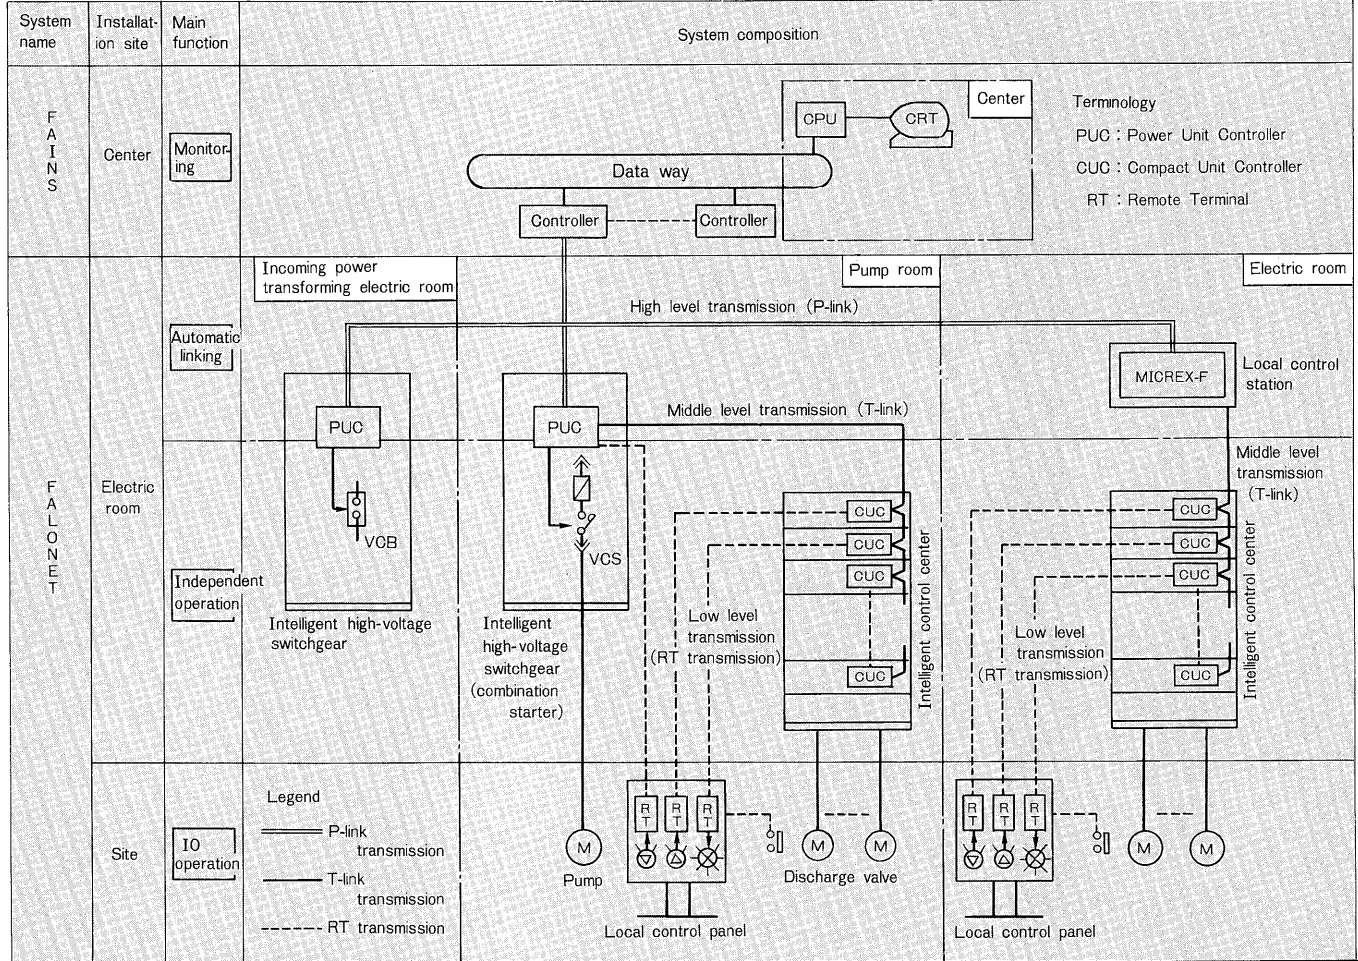 System
name
Installat-
ion site
Main
function
System composition
FAINS
Center
Monitor-
ing
CPU
CRT
Center
Data way
Controller
Controller
Terminology
PUC : Power Unit Controller
CUC : Compact Unit Controller
RT : Remote Terminal
FALONET
Electric
room
Automatic
linking
Independent
operation
Incoming power
transforming electric room
Pump room
Electric room
High level transmission (P-link)
MICREX-F
Local control
station
PUC
PUC
Middle level transmission (T-link)
Middle level
transmission
(T-link)
VCB
VCS
Intelligent high-voltage
switchgear
Intelligent
high-voltage
switchgear
(combination
starter)
CUC
CUC
CUC
CUC
Low level
transmission
(RT transmission)
Intelligent control center
CUC
CUC
CUC
CUC
Low level
transmission
(RT transmission)
Intelligent control center
Site
IO
operation
Legend
P-link
transmission
T-link
transmission
RT transmission
M
Pump
RT
RT
RT
Local control panel
M
M
Discharge valve
RT
RT
RT
Local control panel
M
M